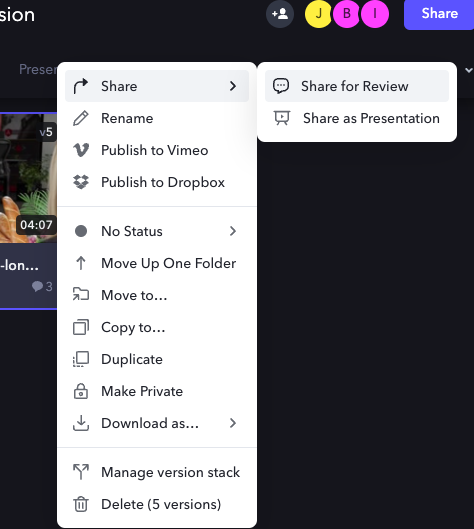 sion
J
B
I
Share
Presen
v5
04:07
-lon...
3
Share
Rename
Publish to Vimeo
Publish to Dropbox
No Status
Move Up One Folder
Move to...
Copy to...
Duplicate
Make Private
Download as...
Manage version stack
Delete (5 versions)
Share for Review
Share as Presentation